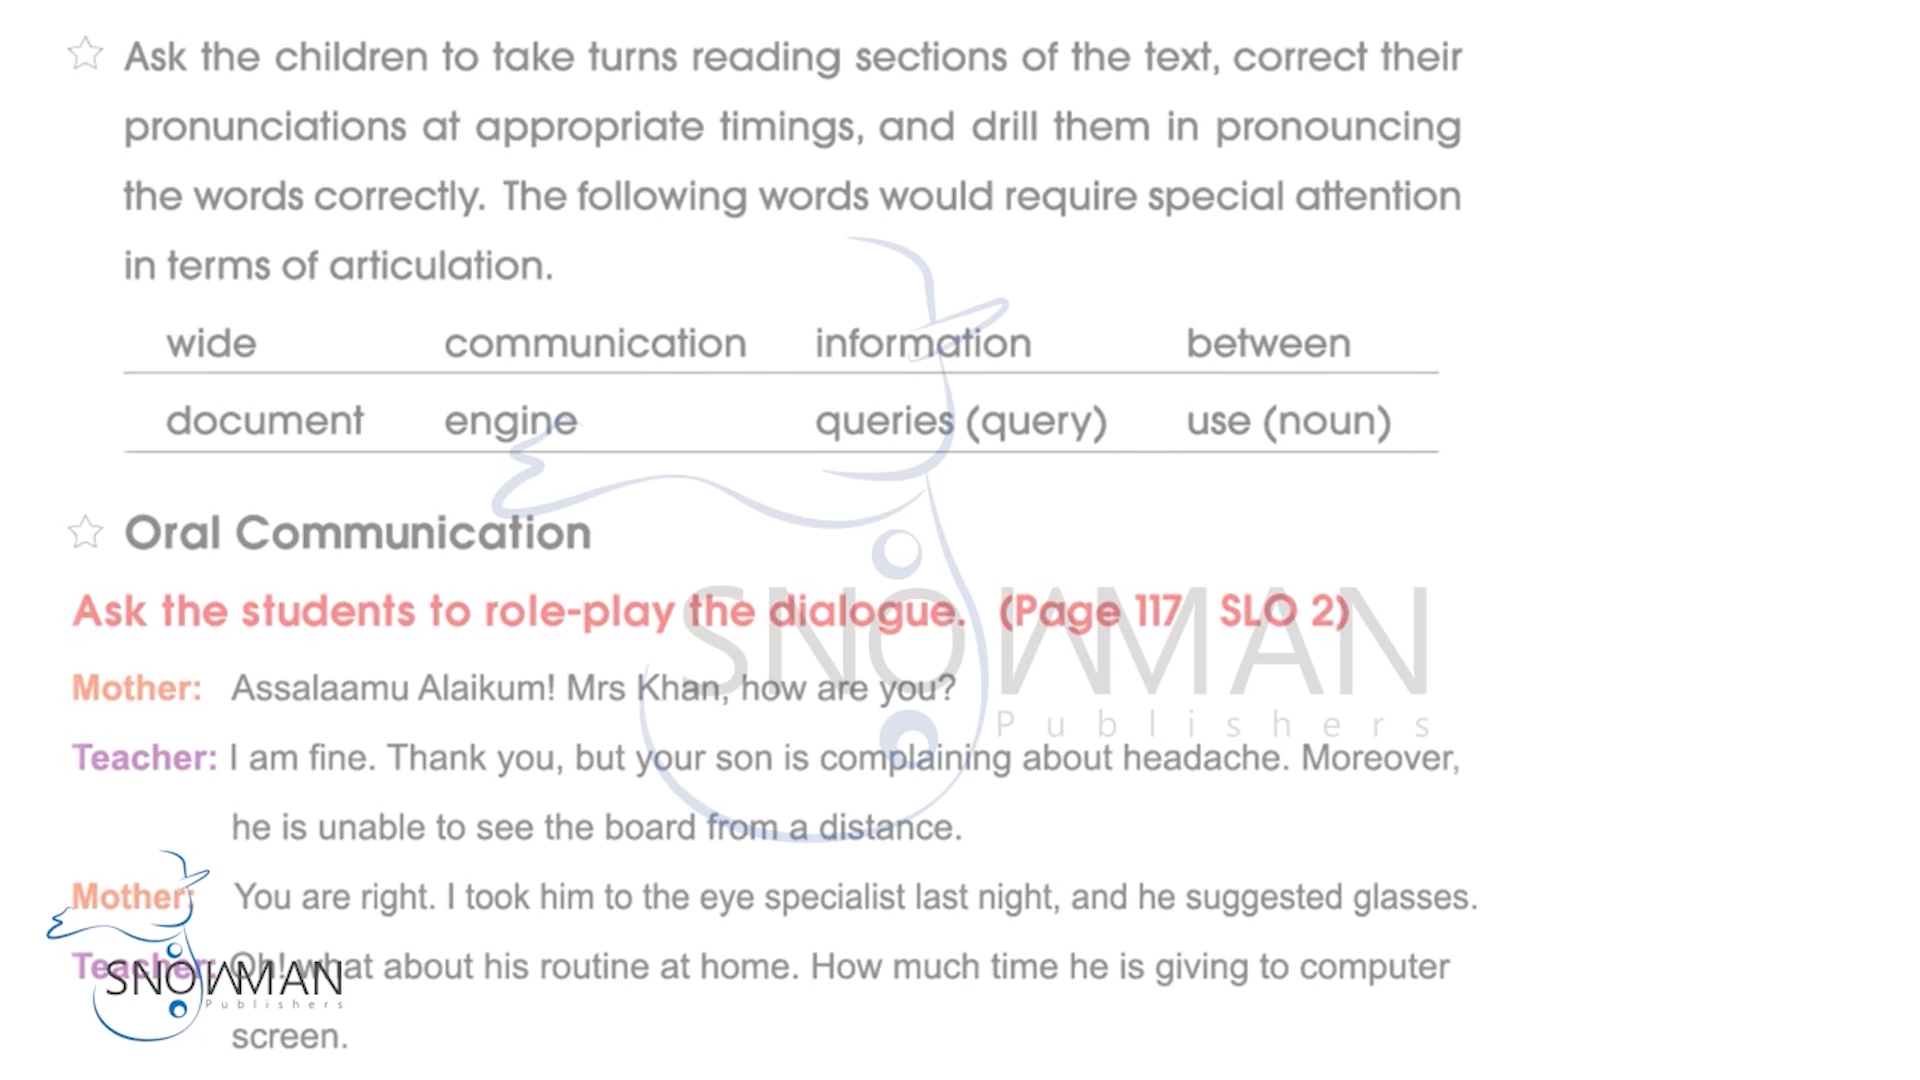 Ask the children to take turns reading sections of the text, correct their
pronunciations at appropriate timings, and drill them in pronouncing
the words correctly. The following words would require special attention
in terms of articulation.
wide communication information between
document engine queries (query) use (noun)
Oral Communication
Ask the students to role-play the dialogue. (Page 117 SLO 2)
Mother: Assalaamu Alaikum! Mrs Khan, how are you?
Teacher: I am fine. Thank you, but your son is complaining about headache. Moreover,
he is unable to see the board from a distance.
Mother: You are right. I took him to the eye specialist last night, and he suggested glasses.
Teacher: Oh! what about his routine at home. How much time he is giving to computer
screen.
SNOWMAN
Publishers
SNOWMAN
Publishers